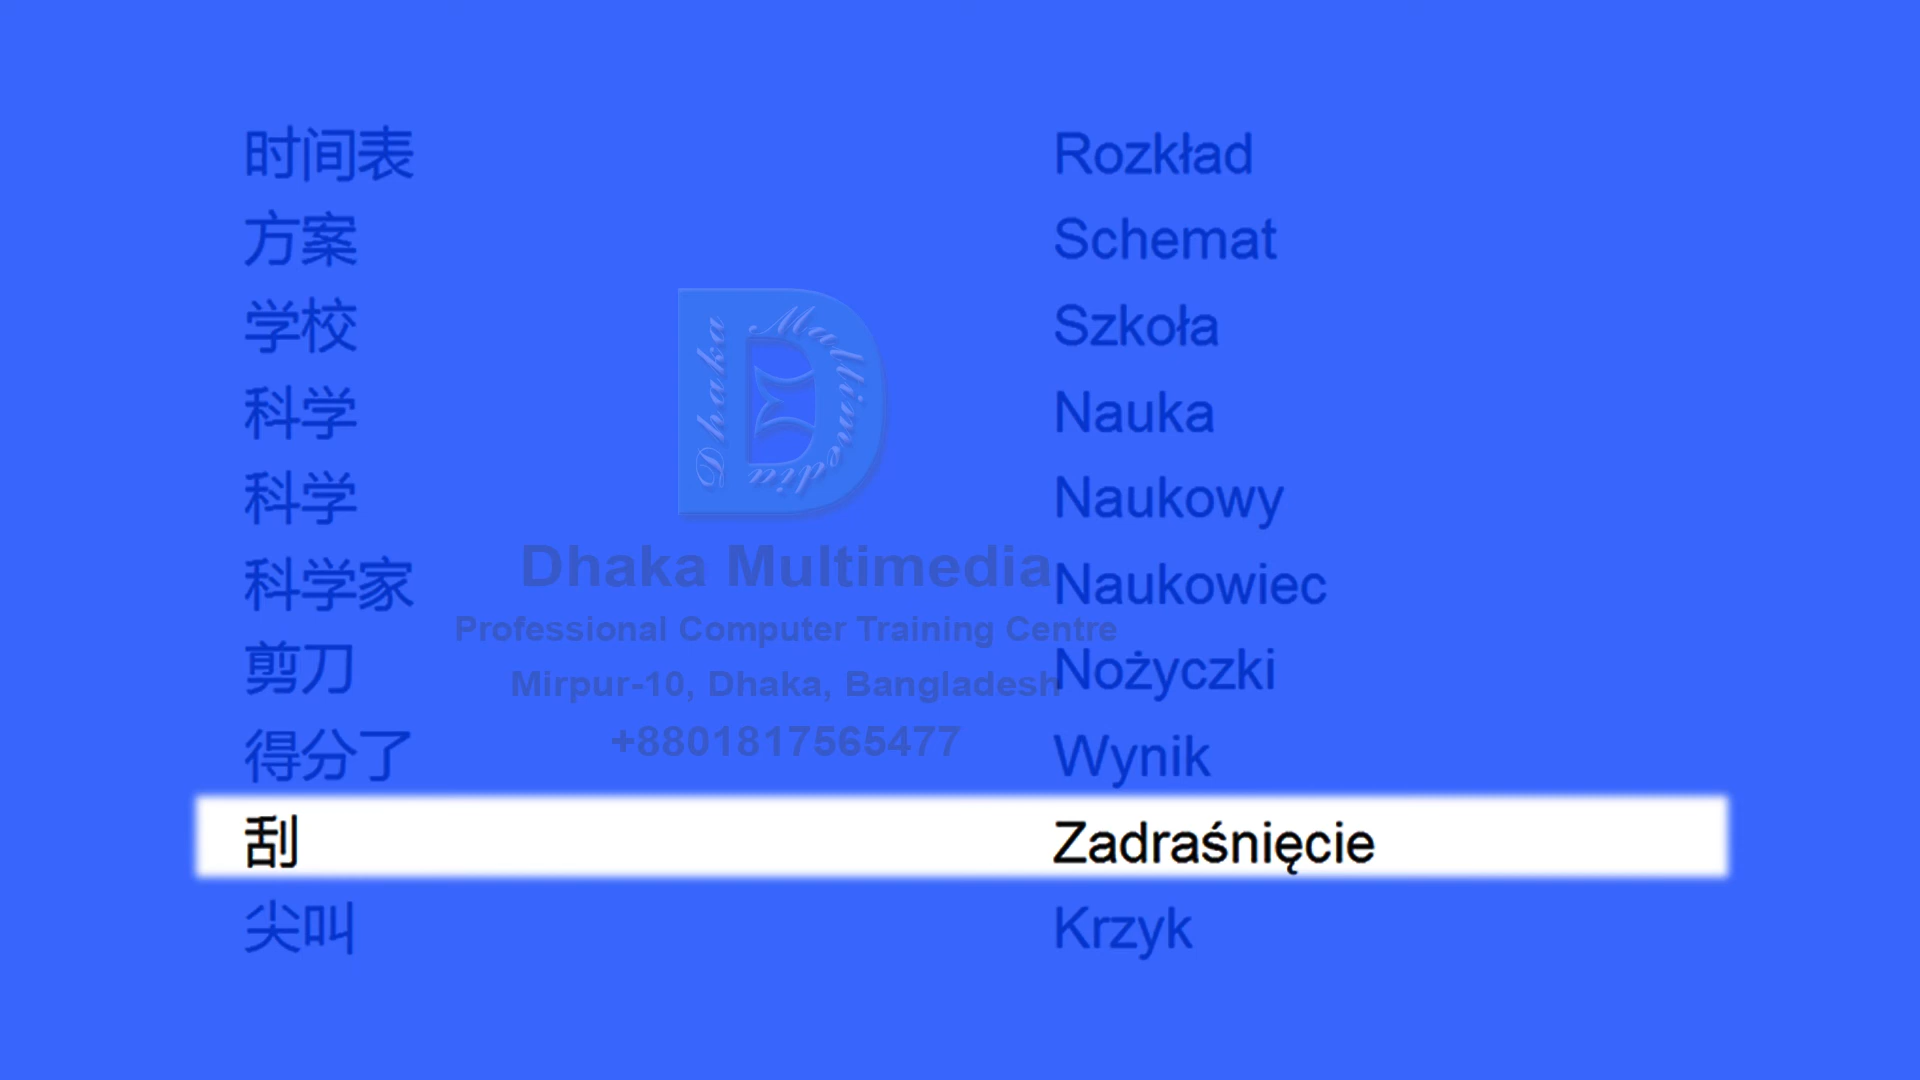 时间表 Rozkład
方案 Schemat
学校 Szkoła
科学 Nauka
科学 Naukowy
科学家 Naukowiec
剪刀 Nożyczki
得分了 Wynik
刮 Zadraśnięcie
尖叫 Krzyk
Dhaka Multimedia
Dhaka Multimedia
Professional Computer Training Centre
Mirpur-10, Dhaka, Bangladesh
+8801817565477